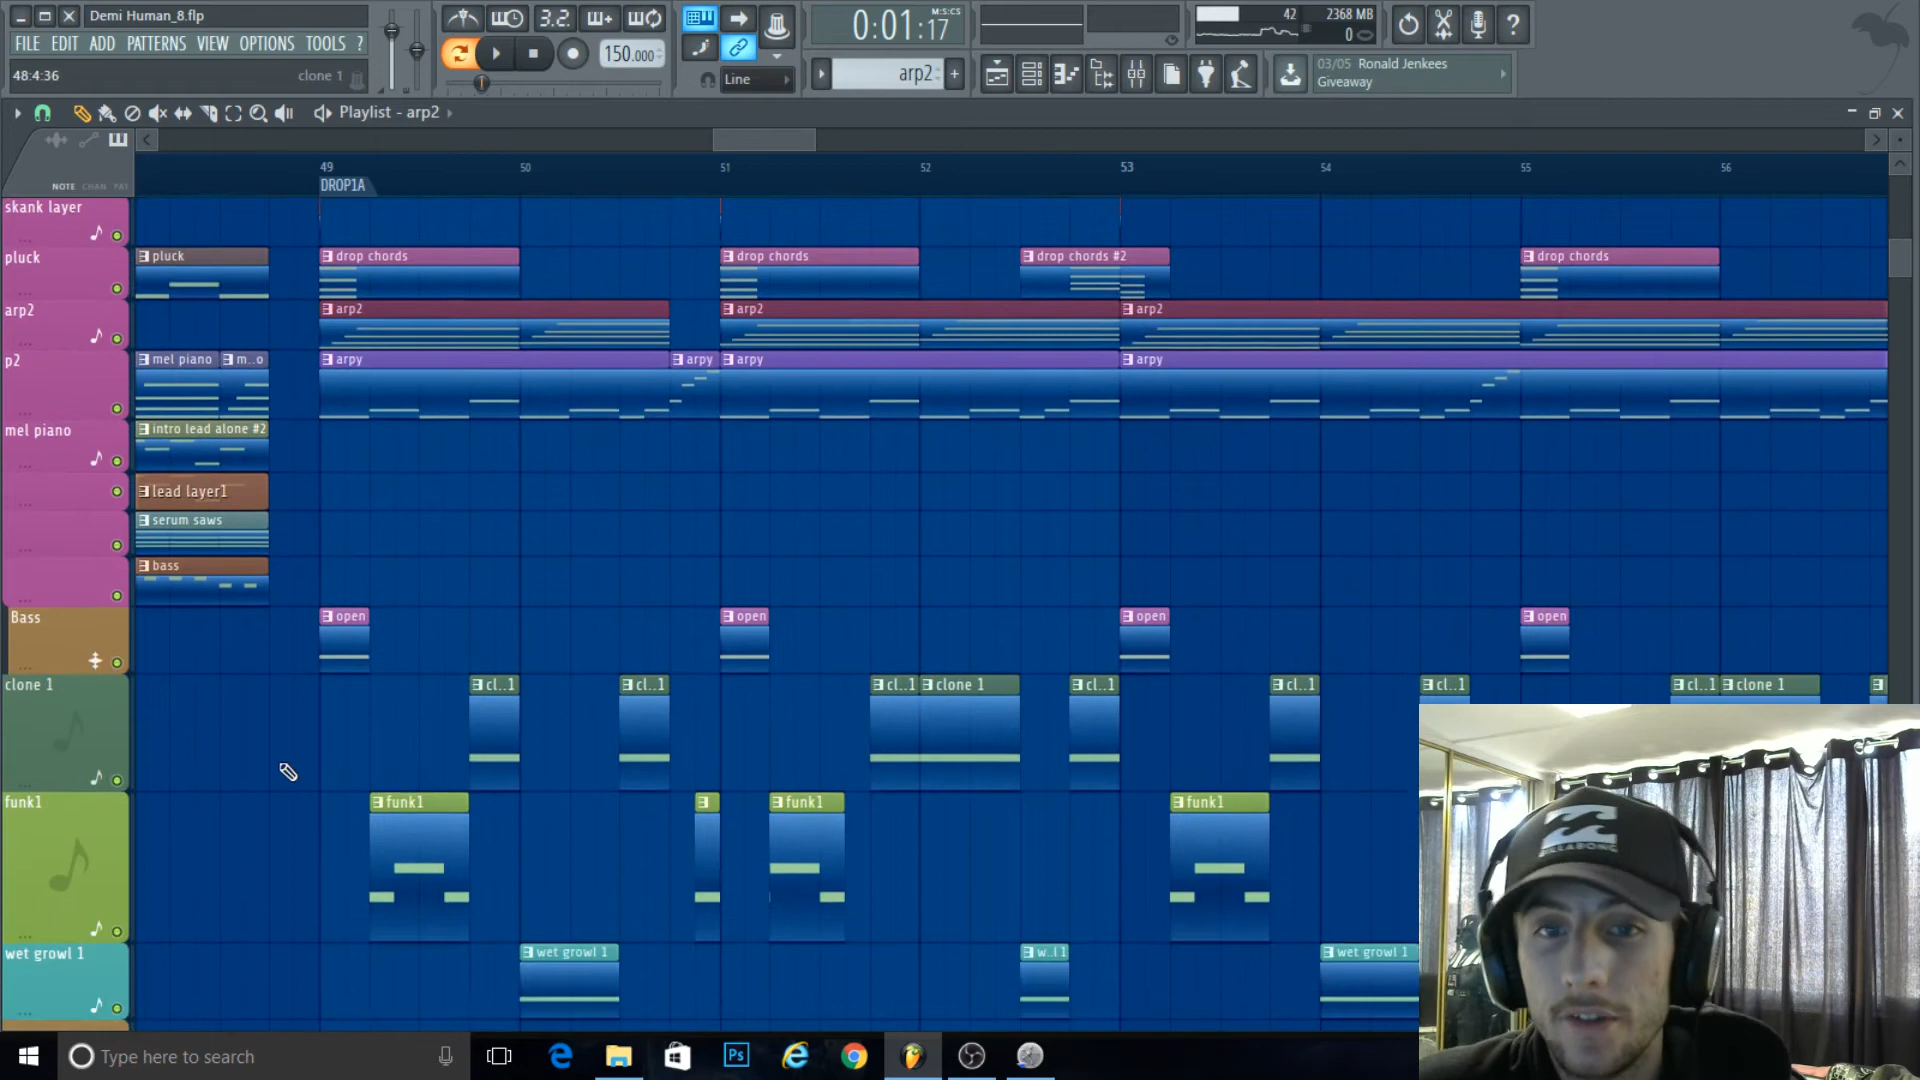 Demi Human_8.flp
FILE EDIT ADD PATTERNS VIEW OPTIONS TOOLS ?
48:4:36 clone 1
3.2.
150.000
Line
0:01:17 M:S:CS
arp2
42 2368 MB
0
03/05 Ronald Jenkees
Giveaway
Playlist - arp2
NOTE CHAN PAT
49 50 51 52 53 54 55 56
DROP1A
skank layer
pluck pluck drop chords drop chords drop chords #2 drop chords
arp2 arp2 arp2 arp2
p2 mel piano m..o arpy arpy arpy arpy
mel piano intro lead alone #2
lead layer1
serum saws
bass
Bass open open open open
clone 1 cl..1 cl..1 cl..1 clone 1 cl..1 cl..1 cl..1 cl..1 clone 1
funk1 funk1 funk1 funk1
wet growl 1 wet growl 1 w..l 1 wet growl 1
BILLABONG
Type here to search
Ps